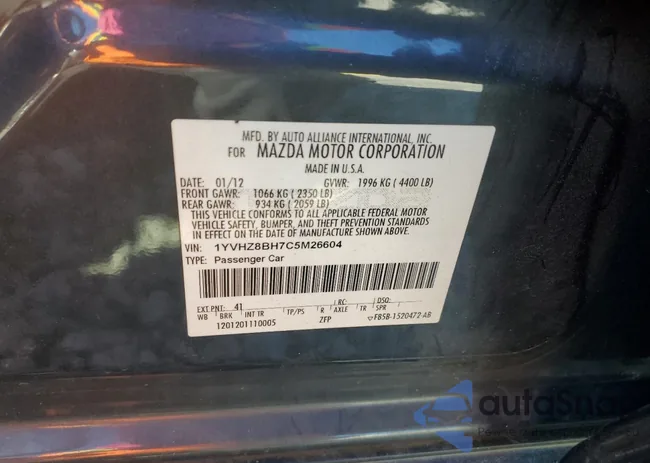 MFD. BY AUTO ALLIANCE INTERNATIONAL, INC.
FOR MAZDA MOTOR CORPORATION
MADE IN U.S.A.
DATE: 01/12 GVWR: 1996 KG ( 4400 LB)
FRONT GAWR: 1066 KG ( 2350 LB)
REAR GAWR: 934 KG ( 2059 LB)
THIS VEHICLE CONFORMS TO ALL APPLICABLE FEDERAL MOTOR
VEHICLE SAFETY, BUMPER, AND THEFT PREVENTION STANDARDS
IN EFFECT ON THE DATE OF MANUFACTURE SHOWN ABOVE.
VIN: 1YVHZ8BH7C5M26604
TYPE: Passenger Car
EXT PNT: 41 RC: DSO:
WB BRK INT TR TP/PS R AXLE TR SPR
1201201110005 ZFP F85B-1520472-AB